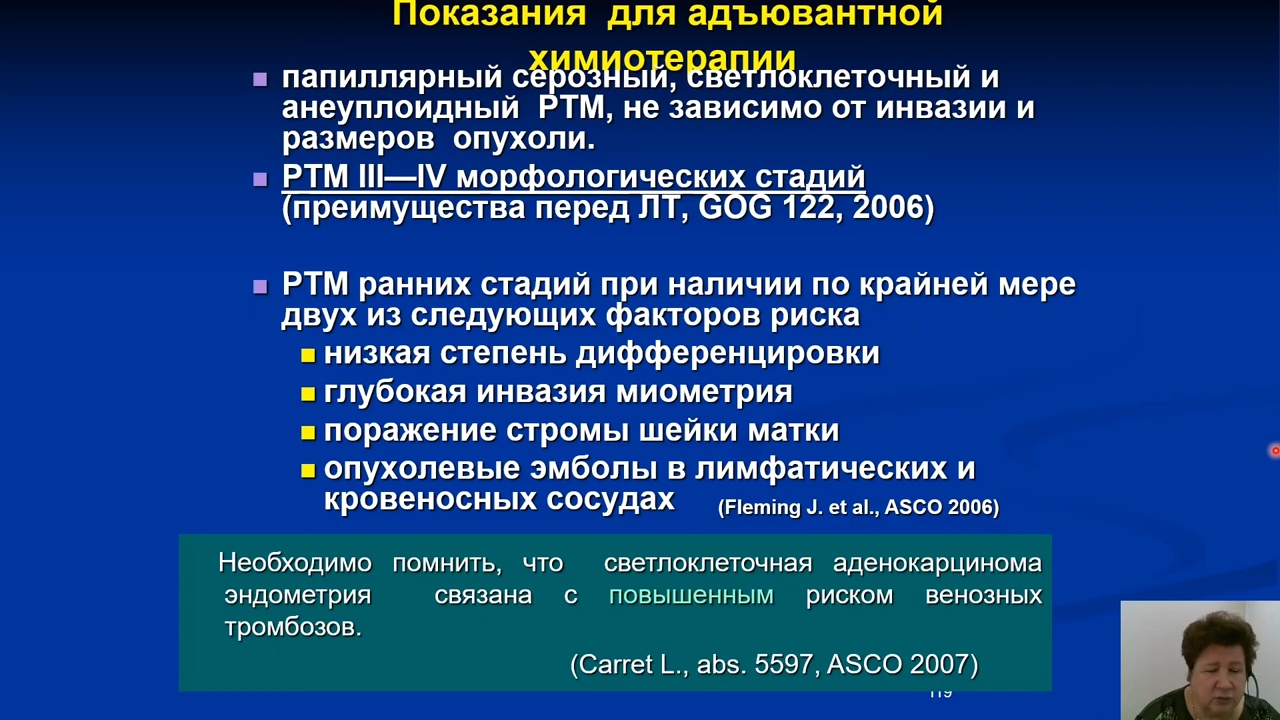 Показания для адъювантной
химиотерапии
папиллярный серозный, светлоклеточный и
анеуплоидный РТМ, не зависимо от инвазии и
размеров опухоли.
РТМ III—IV морфологических стадий
(преимущества перед ЛТ, GOG 122, 2006)
РТМ ранних стадий при наличии по крайней мере
двух из следующих факторов риска
низкая степень дифференцировки
глубокая инвазия миометрия
поражение стромы шейки матки
опухолевые эмболы в лимфатических и
кровеносных сосудах (Fleming J. et al., ASCO 2006)
Необходимо помнить, что светлоклеточная аденокарцинома
эндометрия связана с повышенным риском венозных
тромбозов.
(Carret L., abs. 5597, ASCO 2007)
119